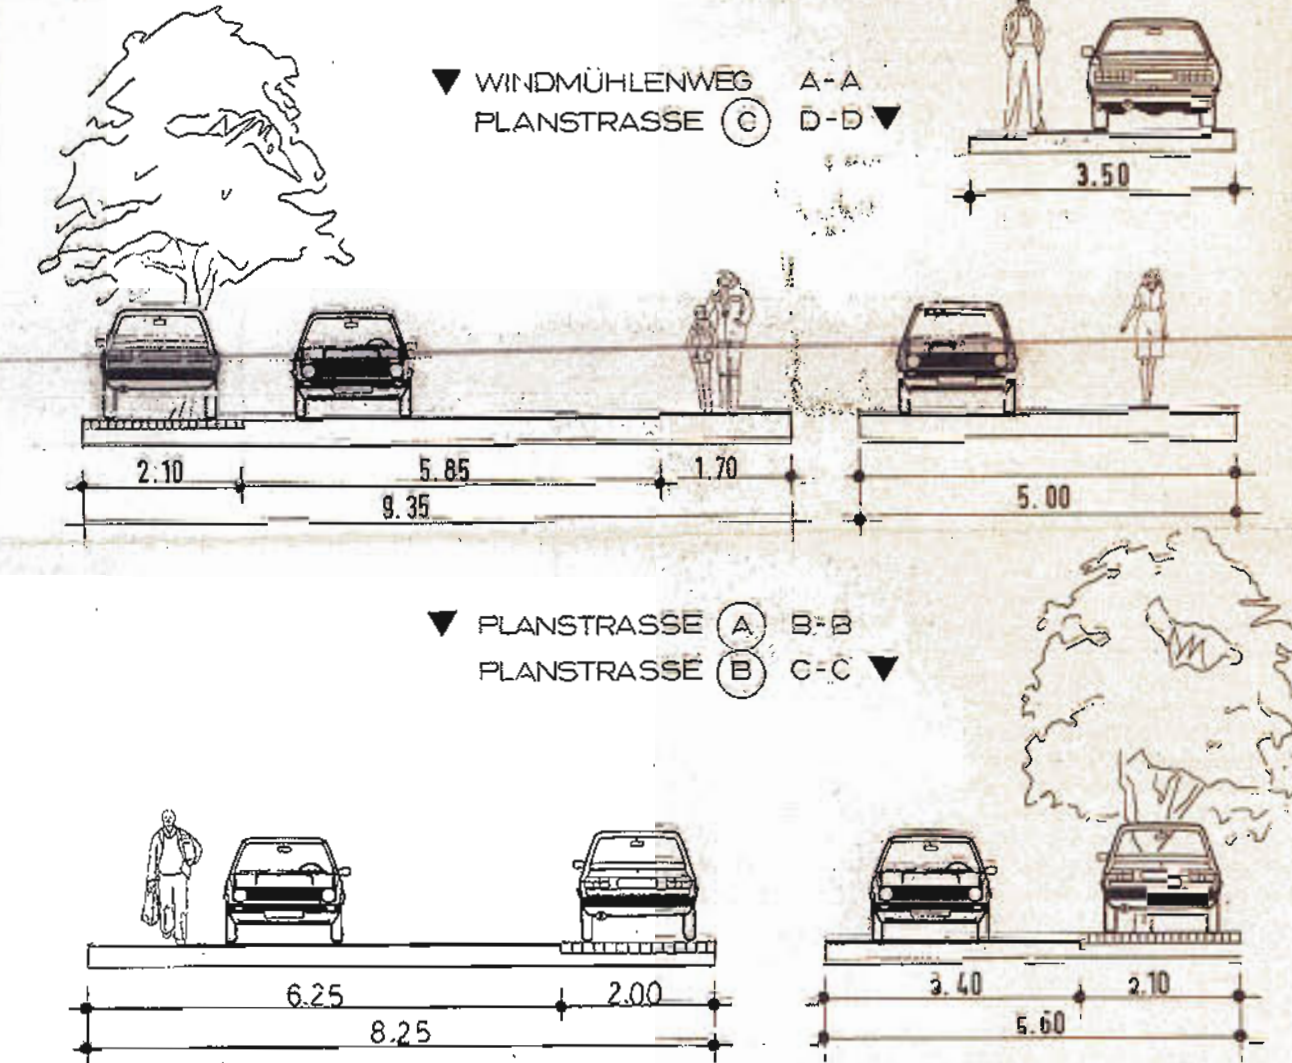 ▼ WINDMÜHLENWEG A-A
PLANSTRASSE C D-D ▼
3.50
2.10 5.85 1.70
9.35
5.00
▼ PLANSTRASSE A B-B
PLANSTRASSE B C-C ▼
6.25 2.00
8.25
3.40 2.10
5.60